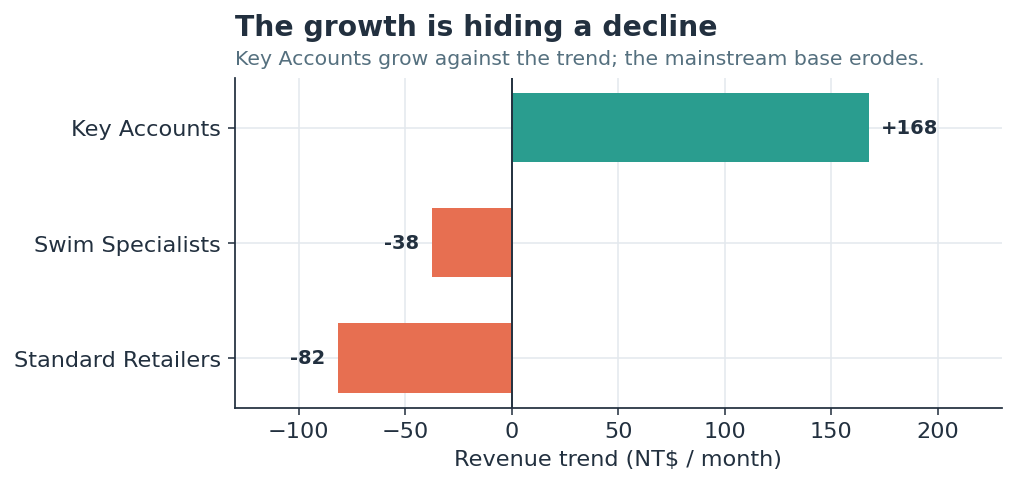 The growth is hiding a decline
Key Accounts grow against the trend; the mainstream base erodes.
Key Accounts
+168
Swim Specialists
-38
Standard Retailers
-82
−100 −50 0 50 100 150 200
Revenue trend (NT$ / month)